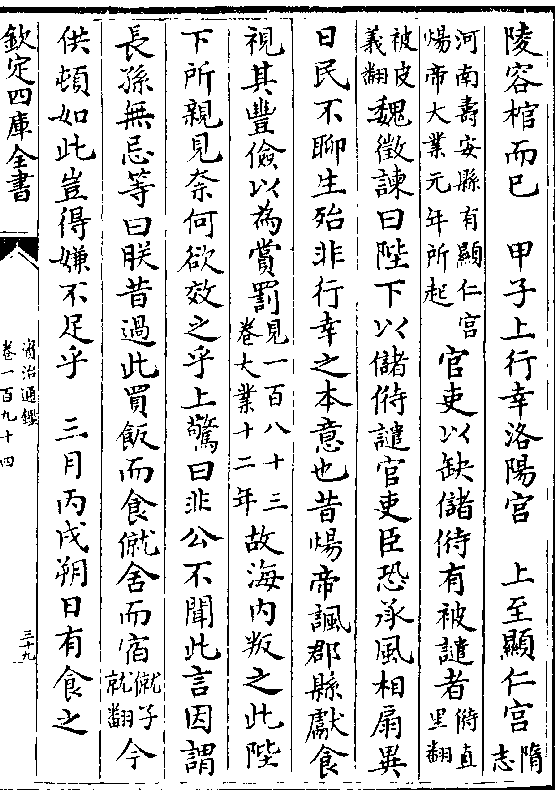 陵容棺而已　甲子上行幸洛陽宮　上至顯仁宮隋志
河南壽安縣有顯仁宮煬帝大業元年所起官吏以缺儲偫有被譴者偫直里翻
被皮義翻魏徵諫曰陛下以儲偫譴官吏臣恐承風相扇異
日民不聊生殆非行幸之本意也昔煬帝諷郡縣獻食
視其豐儉以為賞罰見一百八十三卷大業十二年故海內叛之此陛
下所親見奈何欲效之乎上驚曰非公不聞此言因謂
長孫無忌等曰朕昔過此買飯而食僦舍而宿僦子就翻今
供頓如此豈得嫌不足乎　三月丙戌朔日有食之
欽定四庫全書
資治通鑑
卷一百九十四
三十九